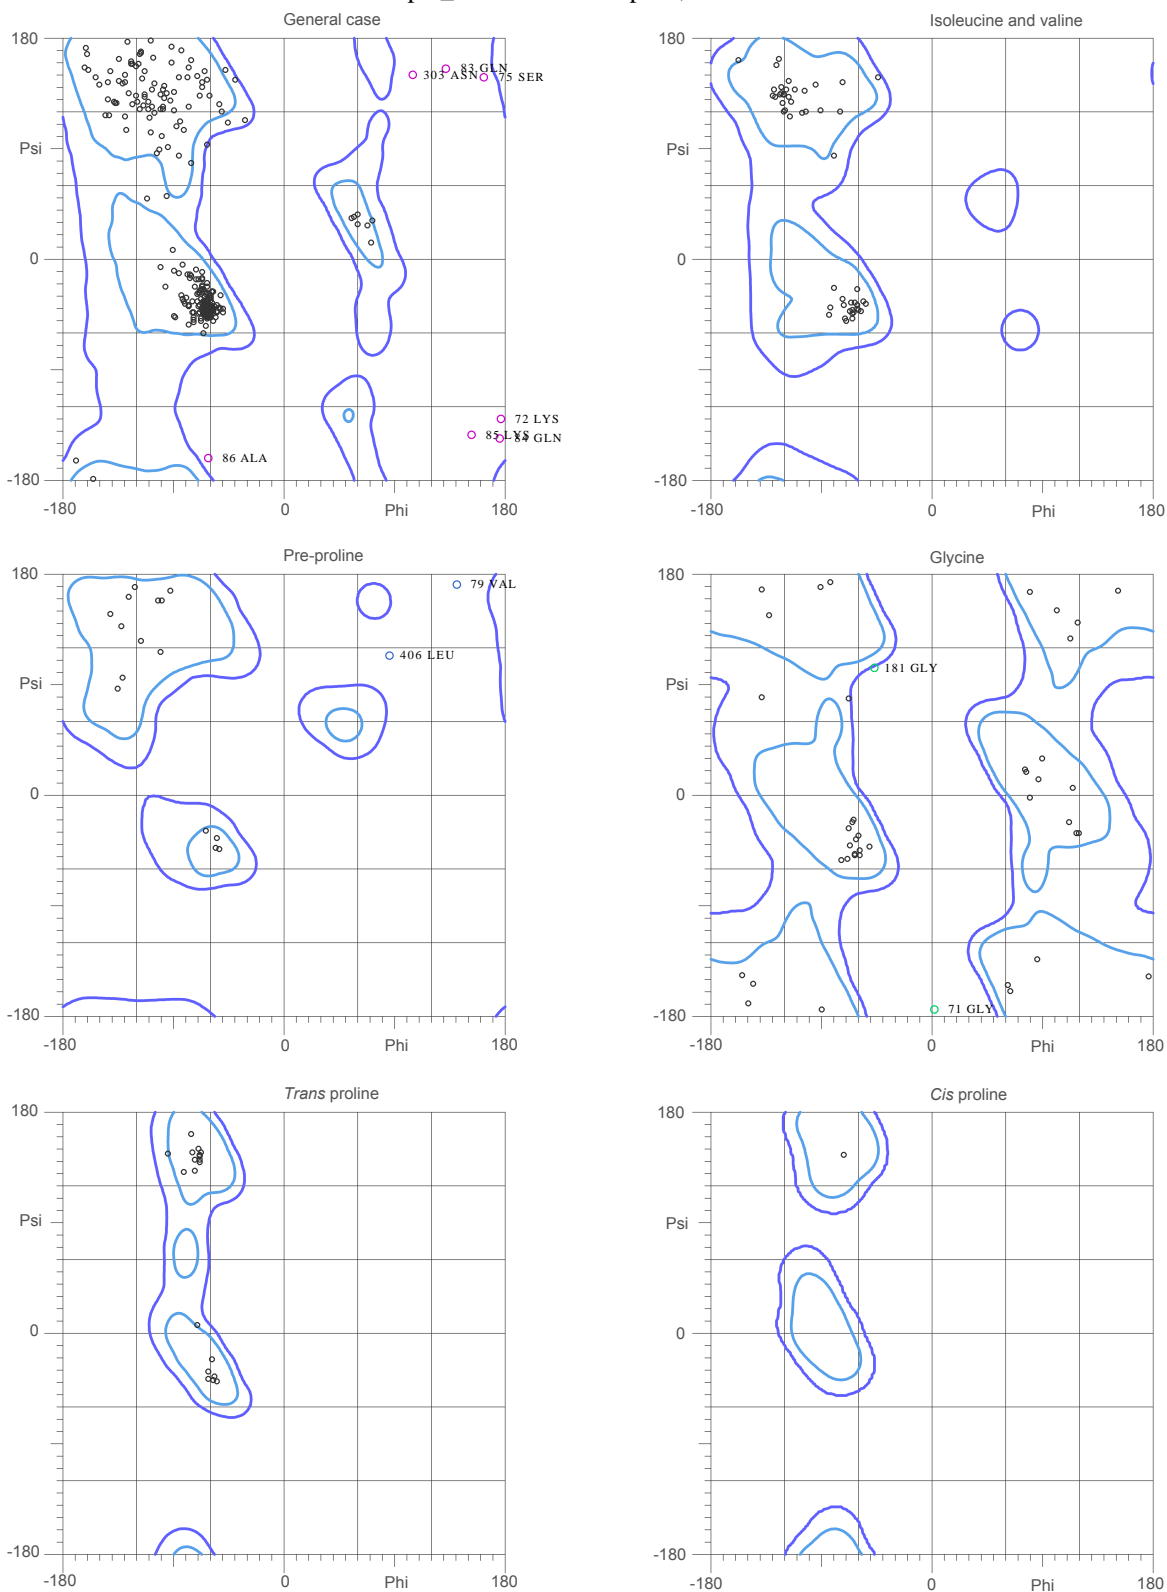 General case
Isoleucine and valine
180
Psi
0
-180
-180
0
Phi
180
83 GLN
303 ASN
75 SER
72 LYS
85 LYS
84 GLN
86 ALA
180
Psi
0
-180
-180
0
Phi
180
Pre-proline
Glycine
180
Psi
0
-180
-180
0
Phi
180
79 VAL
406 LEU
180
Psi
0
-180
-180
0
Phi
180
181 GLY
71 GLY
Trans proline
Cis proline
180
Psi
0
-180
-180
0
Phi
180
180
Psi
0
-180
-180
0
Phi
180